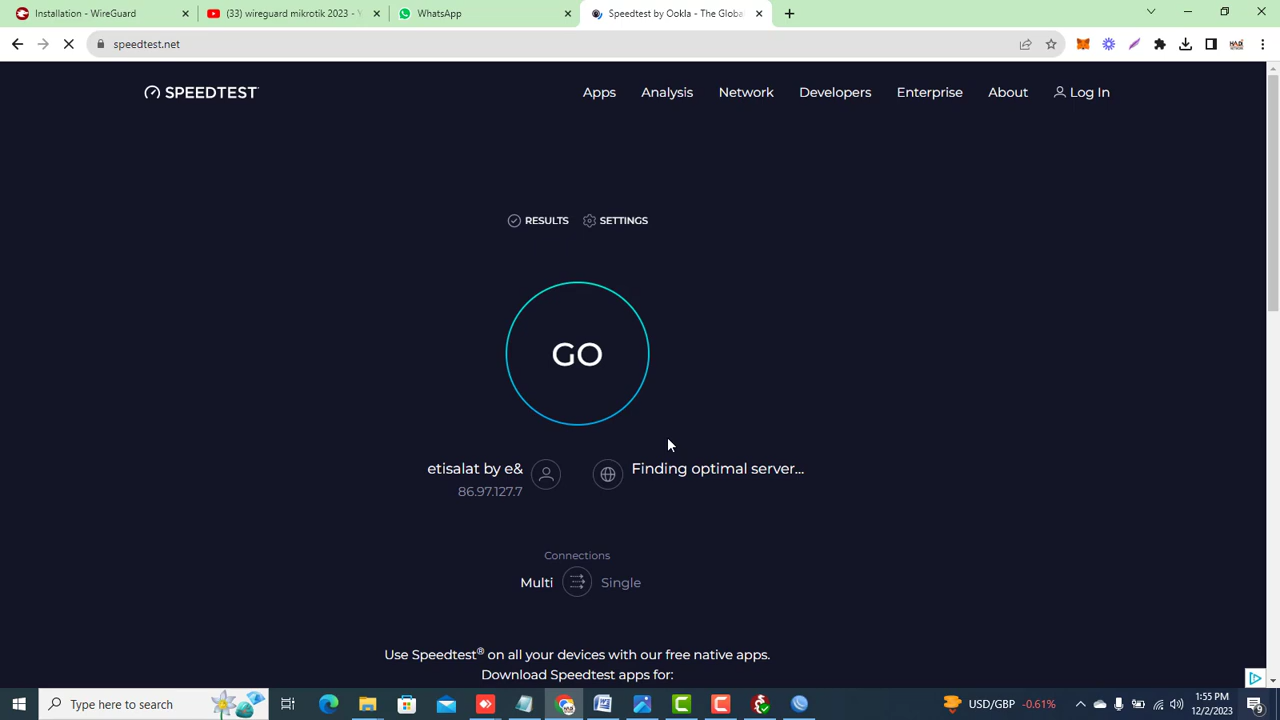 Installation - WireGuard
(33) wireguard mikotik 2023 - Y
WhatsApp
Speedtest by Ookla - The Globa
speedtest.net
SPEEDTEST
Apps
Analysis
Network
Developers
Enterprise
About
Log In
RESULTS
SETTINGS
GO
etisalat by e&
86.97.127.7
Finding optimal server...
Connections
Multi
Single
Use Speedtest® on all your devices with our free native apps.
Download Speedtest apps for:
Type here to search
USD/GBP -0.61%
1:55 PM
12/2/2023
9